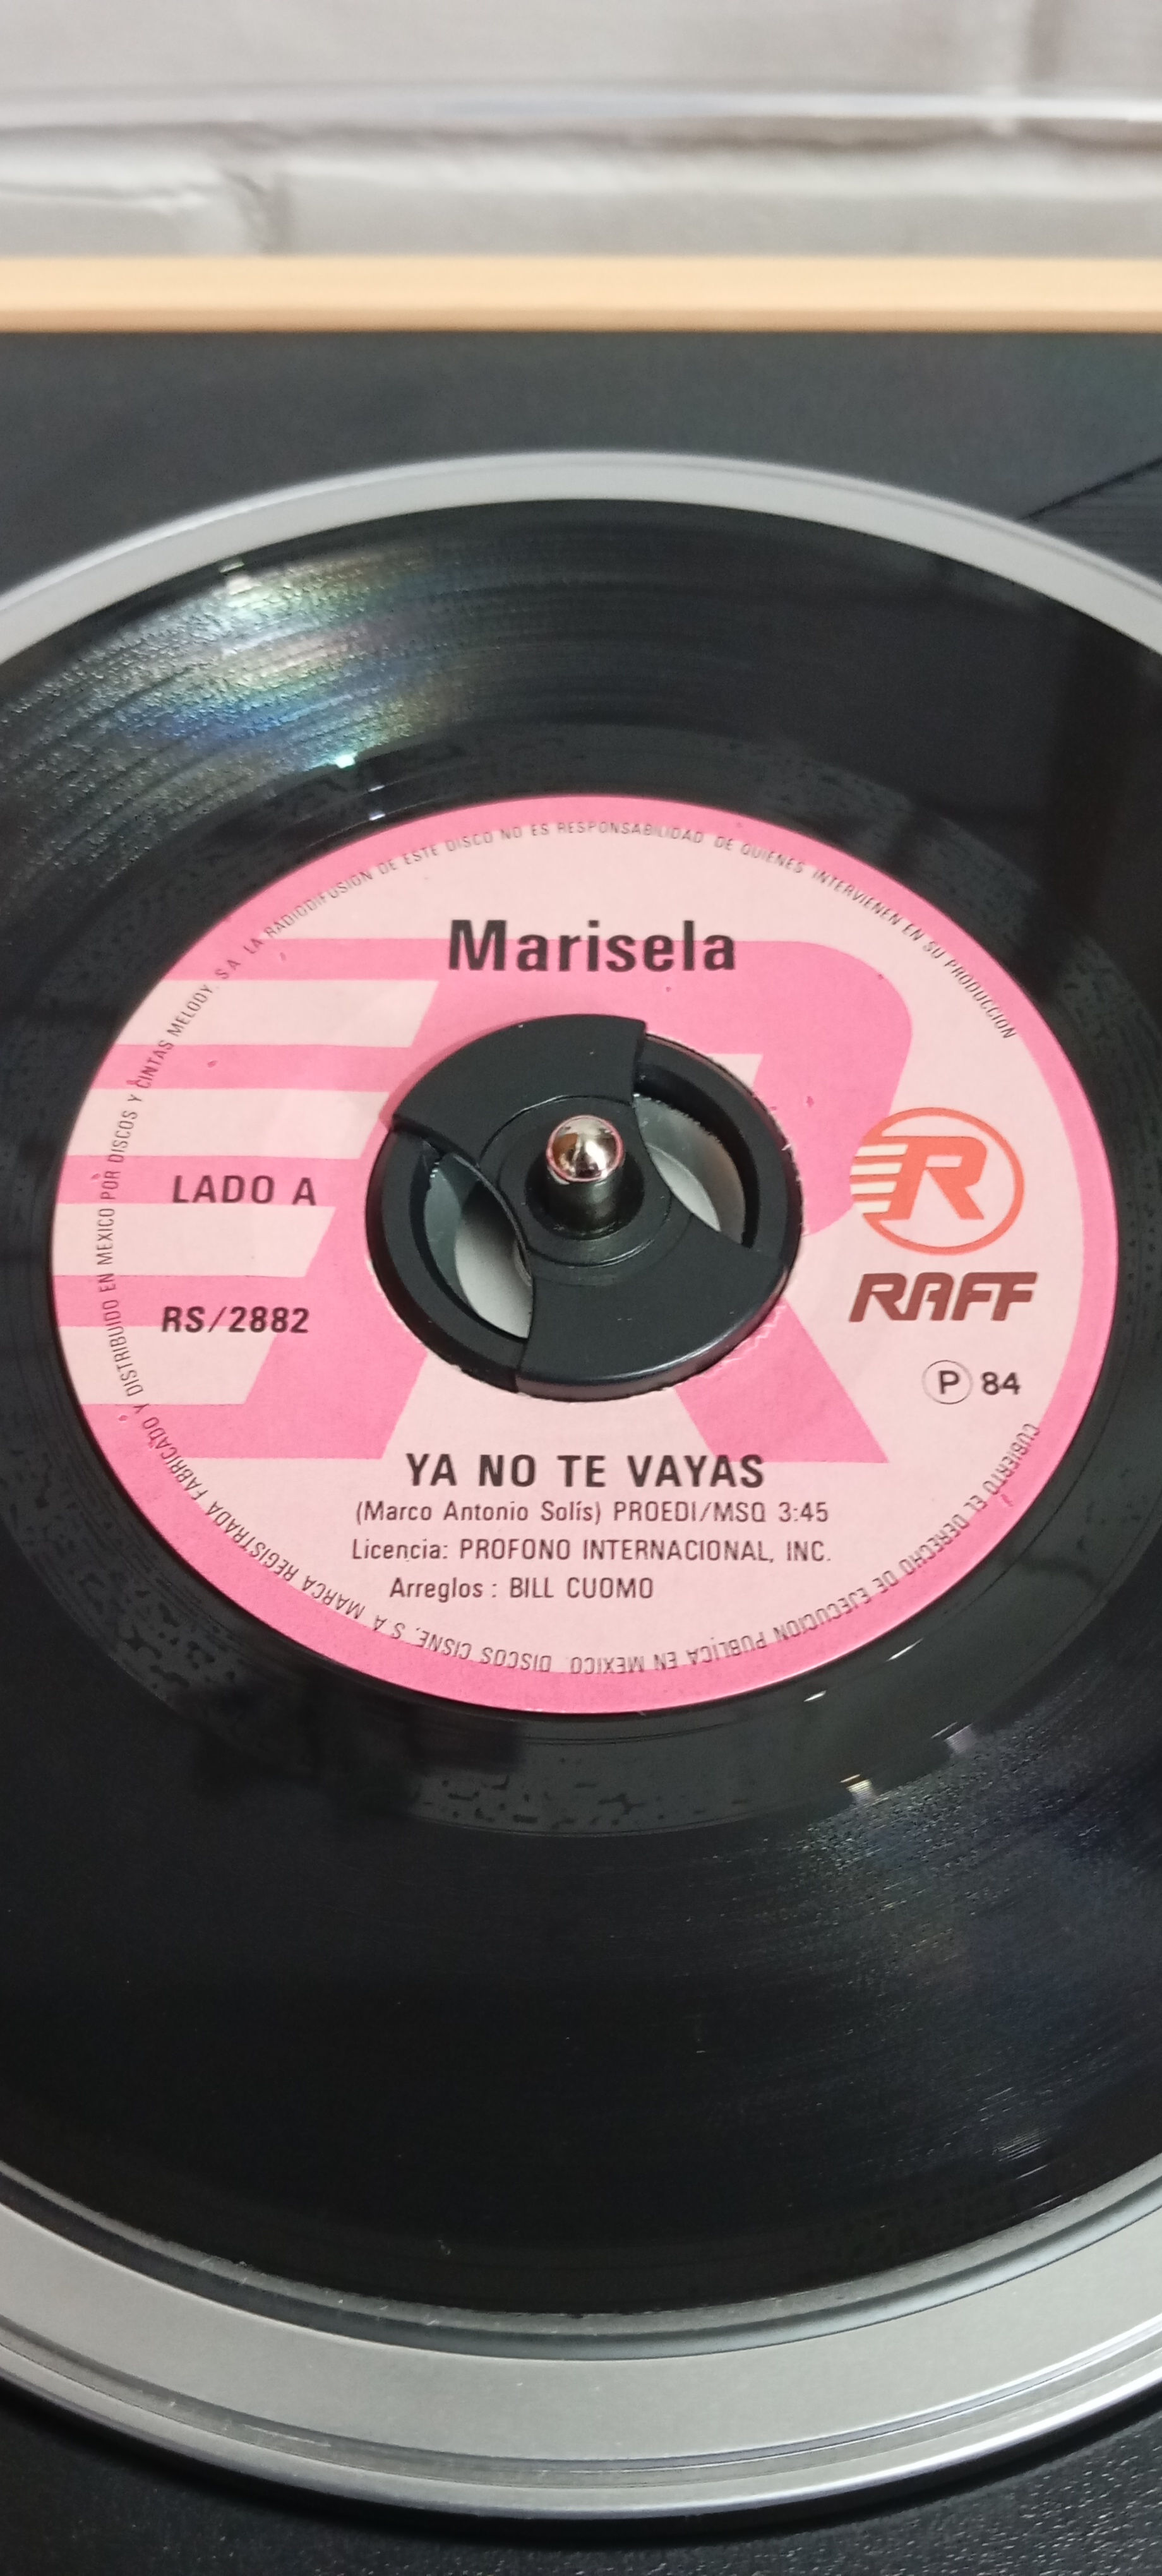 Marisela
LADO A
RS/2882
R
RAFF
P 84
YA NO TE VAYAS
(Marco Antonio Solís) PROEDI/MSQ 3:45
Licencia: PROFONO INTERNACIONAL, INC.
Arreglos : BILL CUOMO
DISCOS CISNE, S. A. MARCA REGISTRADA FABRICADO Y DISTRIBUIDO EN MEXICO POR DISCOS Y CINTAS MELODY, S.A. LA RADIODIFUSION DE ESTE DISCO NO ES RESPONSABILIDAD DE QUIENES INTERVIENEN EN SU PRODUCCION
CUBIERTO EL DERECHO DE EJECUCION PUBLICA EN MEXICO.